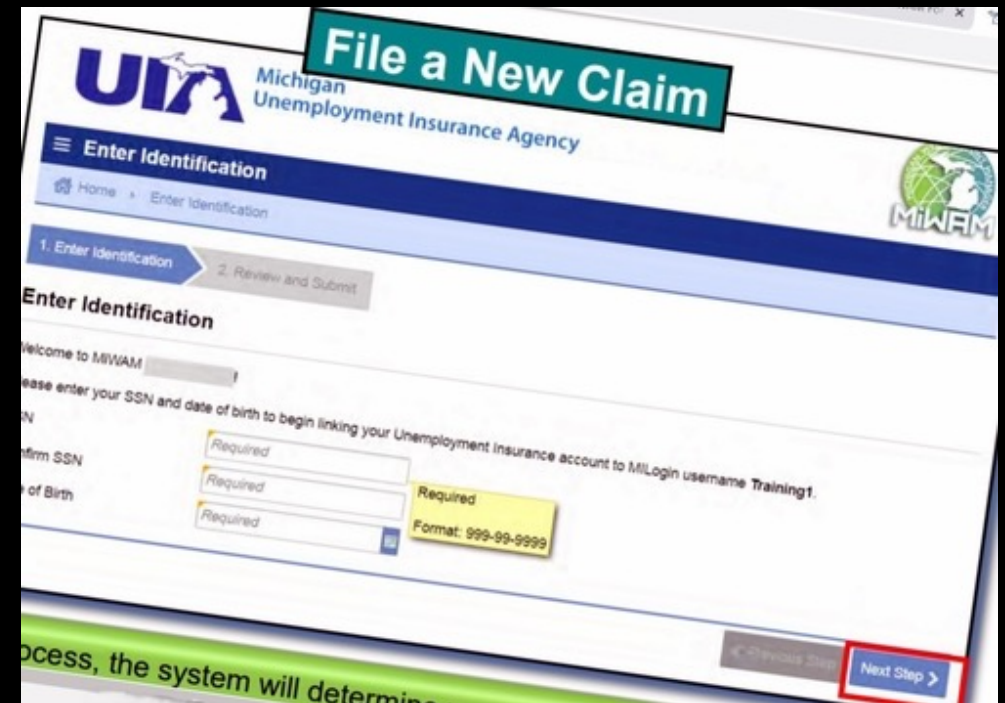 File a New Claim
UIA
Michigan
Unemployment Insurance Agency
MiWAM
Enter Identification
Home
Enter Identification
1. Enter Identification
2. Review and Submit
Enter Identification
elcome to MiWAM !
ease enter your SSN and date of birth to begin linking your Unemployment Insurance account to MILogin username Training1.
N
Required
nfirm SSN
Required
Required
Format: 999-99-9999
of Birth
Required
Previous Step
Next Step
ocess, the system will determin